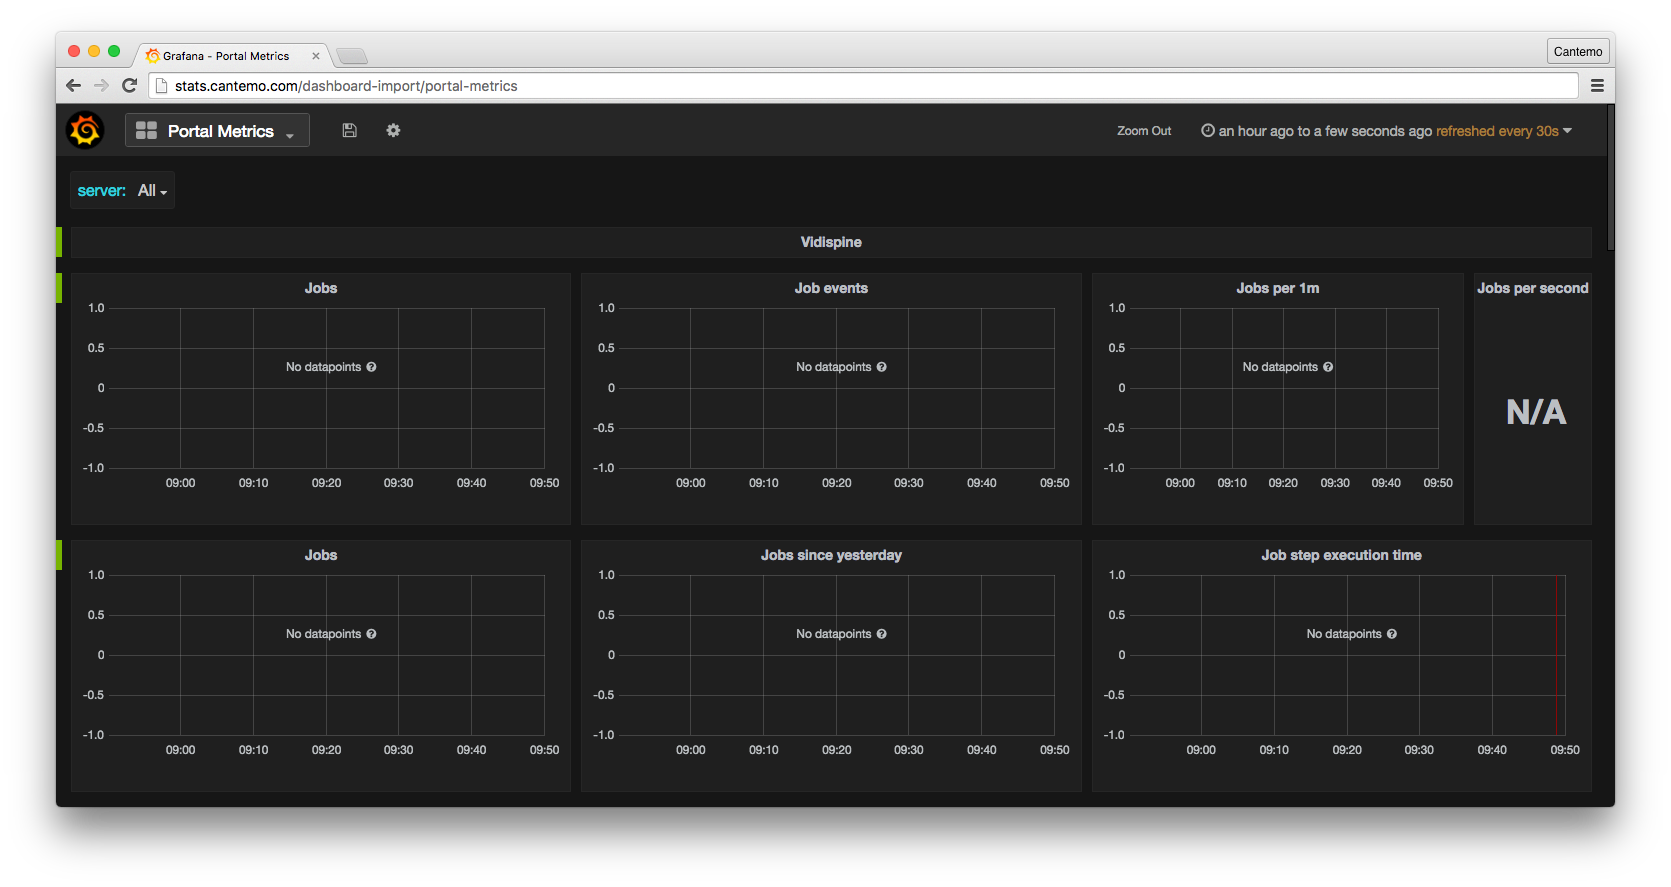 Grafana - Portal Metrics
Cantemo
stats.cantemo.com/dashboard-import/portal-metrics
Portal Metrics
Zoom Out
an hour ago to a few seconds ago refreshed every 30s
server: All
Vidispine
Jobs
1.0
0.5
No datapoints
0
-0.5
-1.0
09:00 09:10 09:20 09:30 09:40 09:50
Job events
1.0
0.5
No datapoints
0
-0.5
-1.0
09:00 09:10 09:20 09:30 09:40 09:50
Jobs per 1m
1.0
0.5
No datapoints
0
-0.5
-1.0
09:00 09:10 09:20 09:30 09:40 09:50
Jobs per second
N/A
Jobs
1.0
0.5
No datapoints
0
-0.5
-1.0
09:00 09:10 09:20 09:30 09:40 09:50
Jobs since yesterday
1.0
0.5
No datapoints
0
-0.5
-1.0
09:00 09:10 09:20 09:30 09:40 09:50
Job step execution time
1.0
0.5
No datapoints
0
-0.5
-1.0
09:00 09:10 09:20 09:30 09:40 09:50